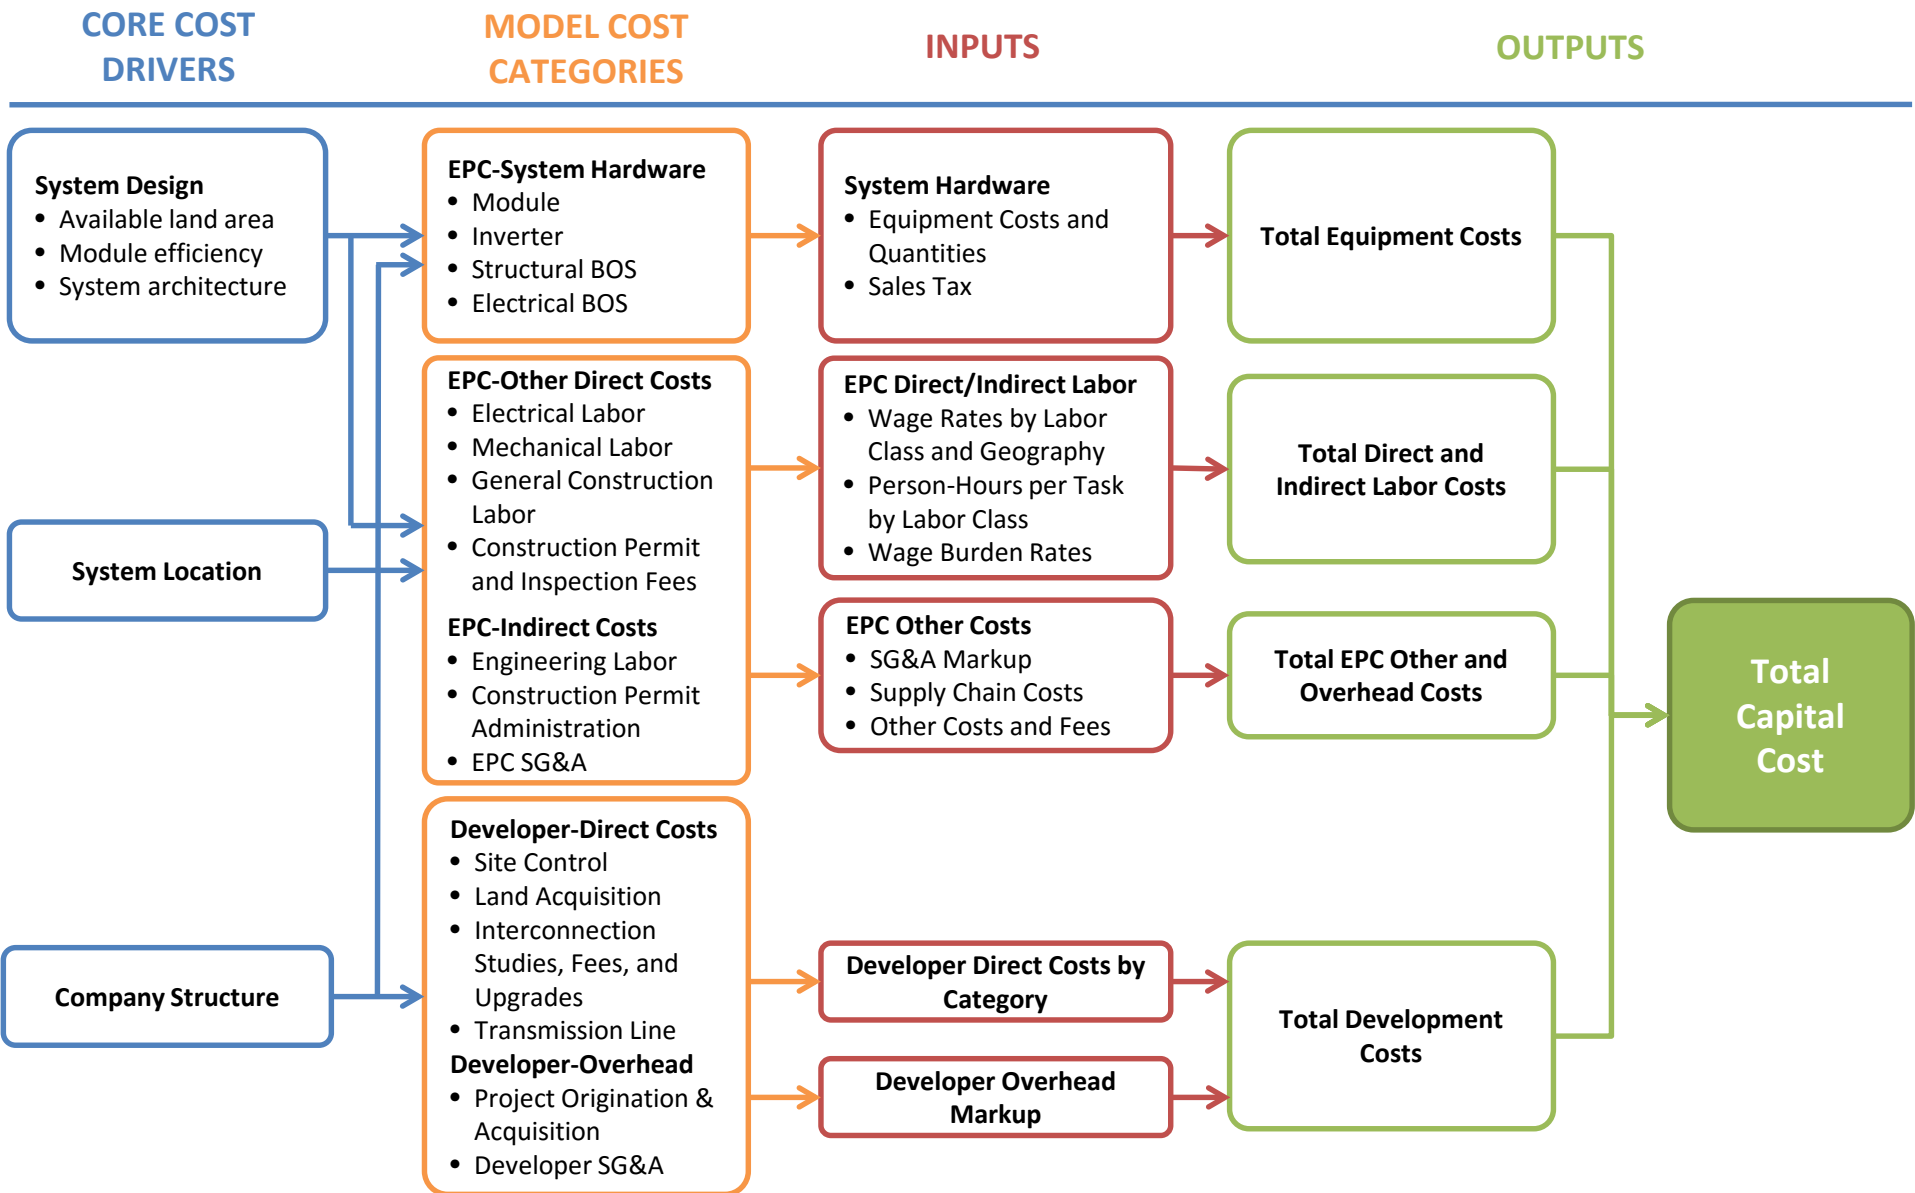 CORE COST
DRIVERS
MODEL COST
CATEGORIES
INPUTS
OUTPUTS
System Design
• Available land area
• Module efficiency
• System architecture
System Location
Company Structure
EPC-System Hardware
• Module
• Inverter
• Structural BOS
• Electrical BOS
EPC-Other Direct Costs
• Electrical Labor
• Mechanical Labor
• General Construction
Labor
• Construction Permit
and Inspection Fees
EPC-Indirect Costs
• Engineering Labor
• Construction Permit
Administration
• EPC SG&A
Developer-Direct Costs
• Site Control
• Land Acquisition
• Interconnection
Studies, Fees, and
Upgrades
• Transmission Line
Developer-Overhead
• Project Origination &
Acquisition
• Developer SG&A
System Hardware
• Equipment Costs and
Quantities
• Sales Tax
EPC Direct/Indirect Labor
• Wage Rates by Labor
Class and Geography
• Person-Hours per Task
by Labor Class
• Wage Burden Rates
EPC Other Costs
• SG&A Markup
• Supply Chain Costs
• Other Costs and Fees
Developer Direct Costs by
Category
Developer Overhead
Markup
Total Equipment Costs
Total Direct and
Indirect Labor Costs
Total EPC Other and
Overhead Costs
Total Development
Costs
Total
Capital
Cost